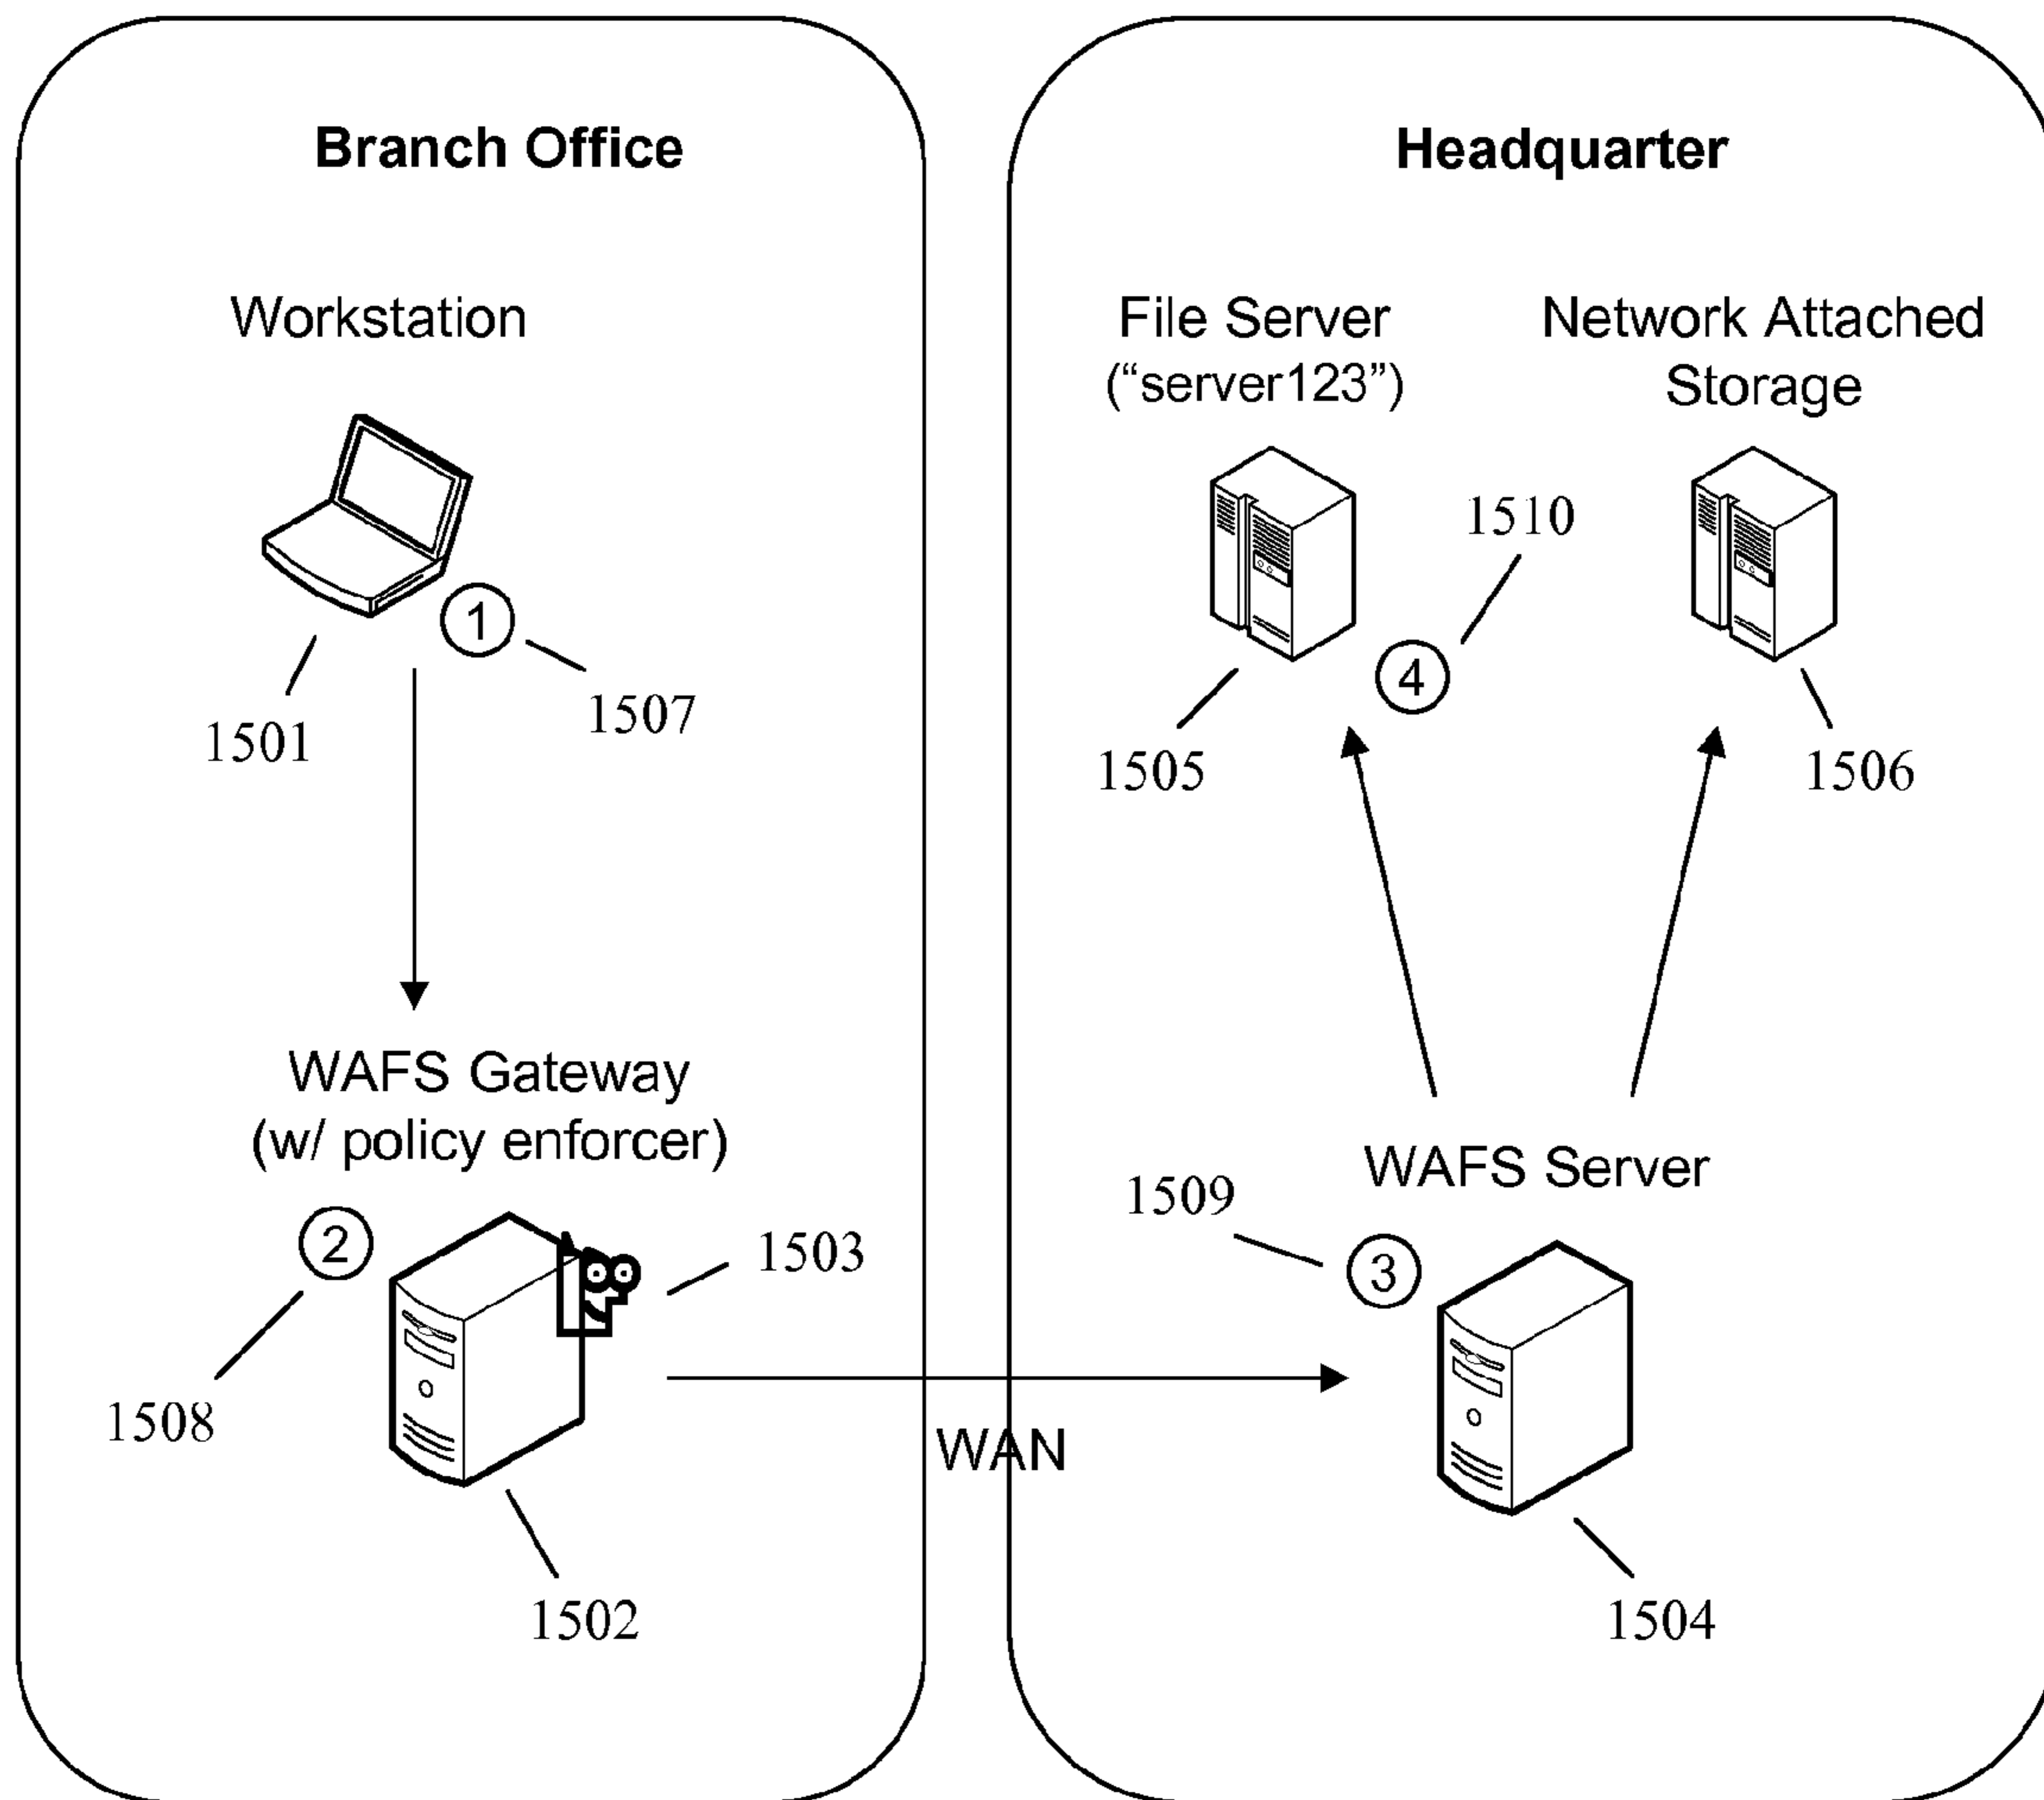 Branch Office
Workstation
1
1507
1501
WAFS Gateway
(w/ policy enforcer)
2
1503
1508
1502
WAN
Headquarter
File Server
(“server123”)
Network Attached
Storage
1510
4
1505
1506
WAFS Server
1509
3
1504